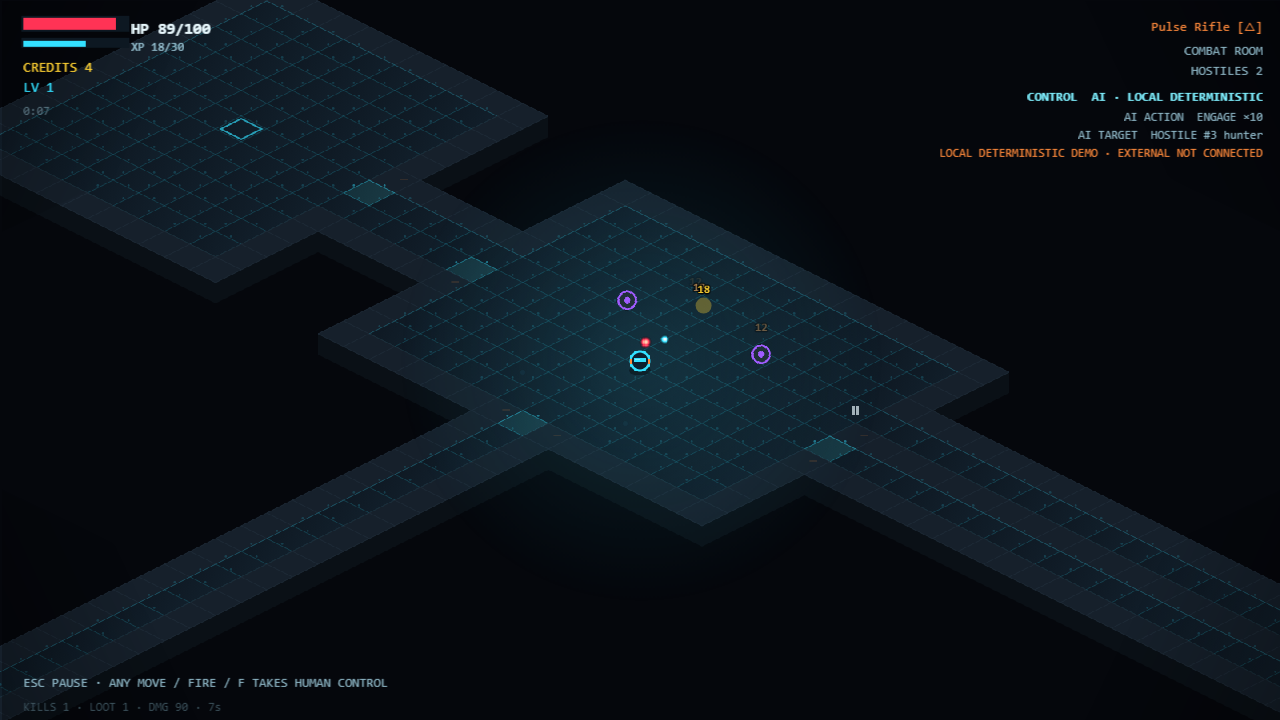 HP 89/100
XP 18/30
CREDITS 4
LV 1
0:07
Pulse Rifle [△]
COMBAT ROOM
HOSTILES 2
CONTROL AI · LOCAL DETERMINISTIC
AI ACTION ENGAGE ×10
AI TARGET HOSTILE #3 hunter
LOCAL DETERMINISTIC DEMO · EXTERNAL NOT CONNECTED
18
12
ESC PAUSE · ANY MOVE / FIRE / F TAKES HUMAN CONTROL
KILLS 1 · LOOT 1 · DMG 90 · 7s